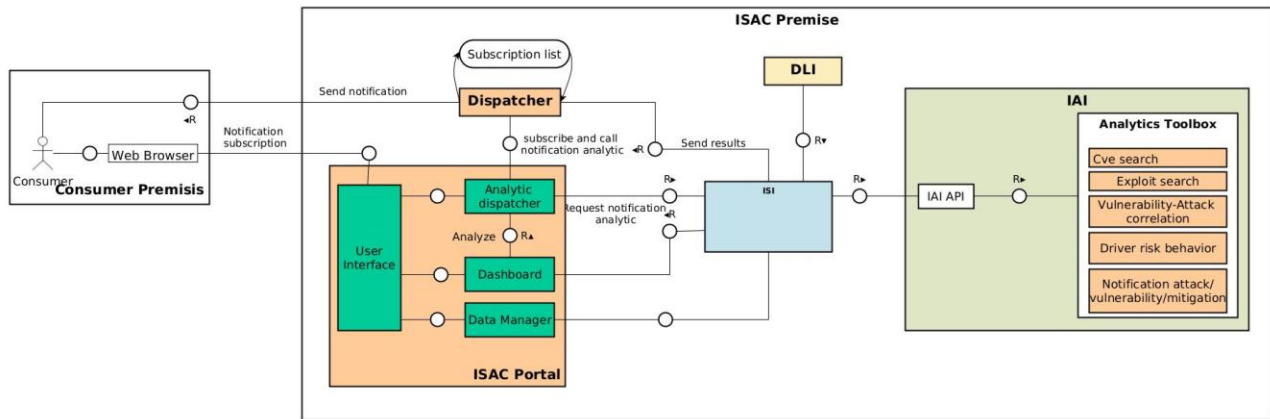 ISAC Premise
Subscription list
DLI
Send notification
Dispatcher
IAI
◄R
Analytics Toolbox
Notification
subscription
subscribe and call
notification analytic
◄R
Send results
R▼
Web Browser
Cve search
Consumer
Consumer Premisis
Analytic
dispatcher
R►
ISI
R►
IAI API
R►
Exploit search
Request notification
analytic
◄R
Vulnerability-Attack
correlation
Analyze
R▲
User
Interface
Driver risk behavior
Dashboard
Notification attack/
vulnerability/mitigation
Data Manager
ISAC Portal